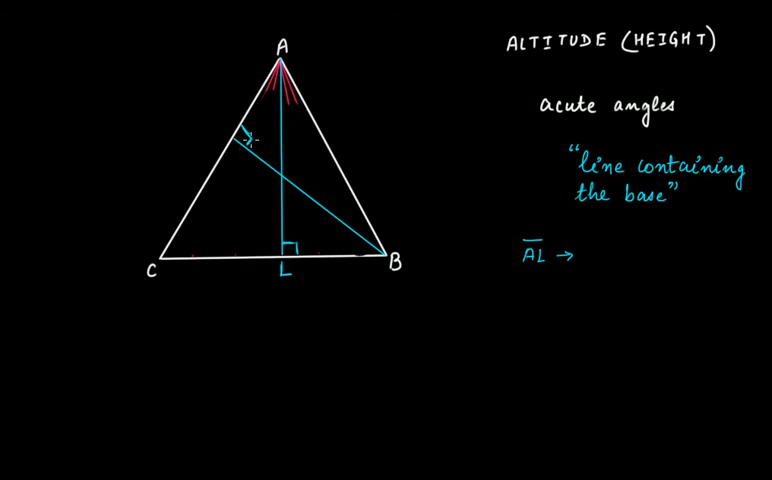 A
ALTITUDE (HEIGHT)
acute angles
"line containing
the base"
AL →
C
L
B